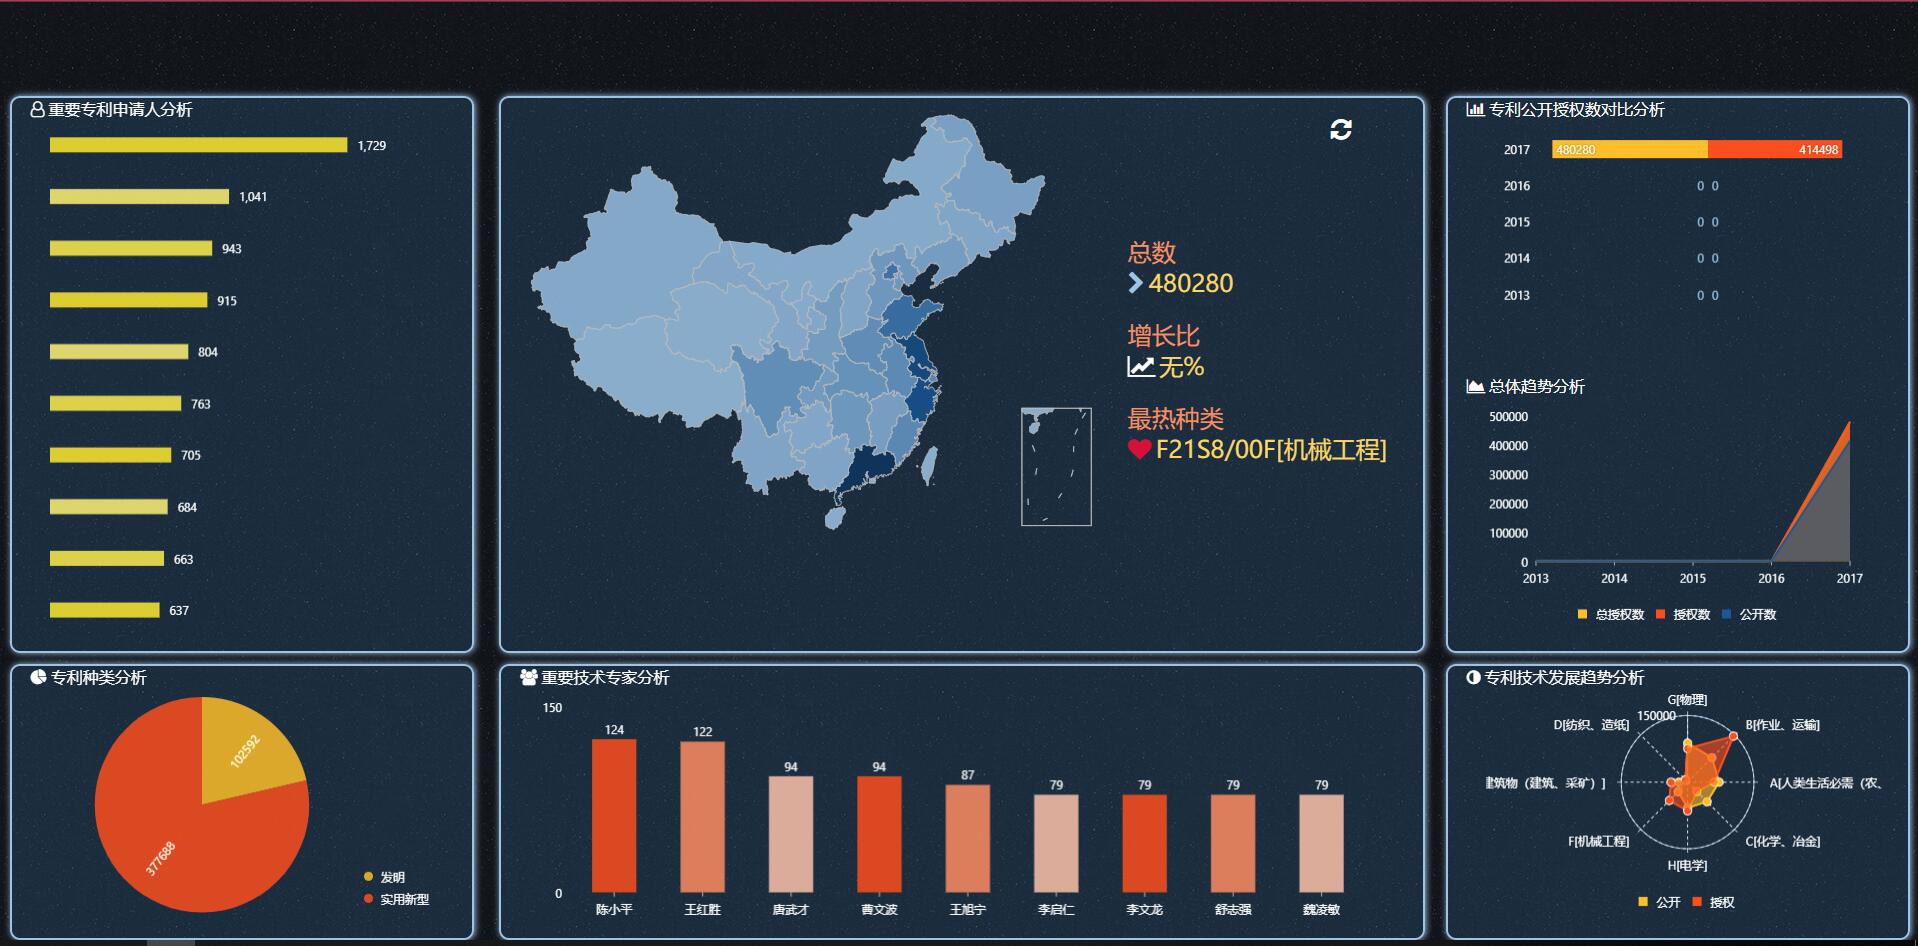 重要专利申请人分析
1,729
1,041
943
915
804
763
705
684
663
637
总数
480280
增长比
无%
最热种类
F21S8/00F[机械工程]
专利公开授权数对比分析
2017 480280 414498
2016 0 0
2015 0 0
2014 0 0
2013 0 0
总体趋势分析
500000
400000
300000
200000
100000
0
2013 2014 2015 2016 2017
总授权数 授权数 公开数
专利种类分析
102592
377688
发明
实用新型
重要技术专家分析
150
124 122 94 94 87 79 79 79 79
0
陈小平 王红胜 唐武才 曹文波 王旭宁 李启仁 李文龙 舒志强 魏凌敏
专利技术发展趋势分析
G[物理]
150000
D[纺织、造纸] B[作业、运输]
建筑物（建筑、采矿）] A[人类生活必需（农、
F[机械工程] C[化学、冶金]
H[电学]
公开 授权